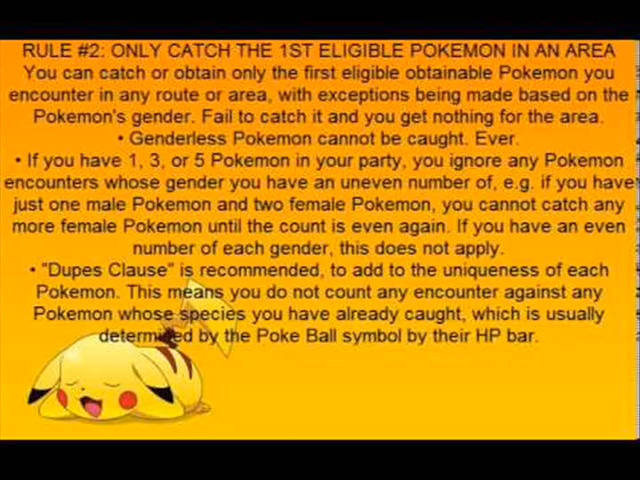 RULE #2: ONLY CATCH THE 1ST ELIGIBLE POKEMON IN AN AREA
You can catch or obtain only the first eligible obtainable Pokemon you
encounter in any route or area, with exceptions being made based on the
Pokemon's gender. Fail to catch it and you get nothing for the area.
• Genderless Pokemon cannot be caught. Ever.
• If you have 1, 3, or 5 Pokemon in your party, you ignore any Pokemon
encounters whose gender you have an uneven number of, e.g. if you have
just one male Pokemon and two female Pokemon, you cannot catch any
more female Pokemon until the count is even again. If you have an even
number of each gender, this does not apply.
• "Dupes Clause" is recommended, to add to the uniqueness of each
Pokemon. This means you do not count any encounter against any
Pokemon whose species you have already caught, which is usually
determined by the Poke Ball symbol by their HP bar.